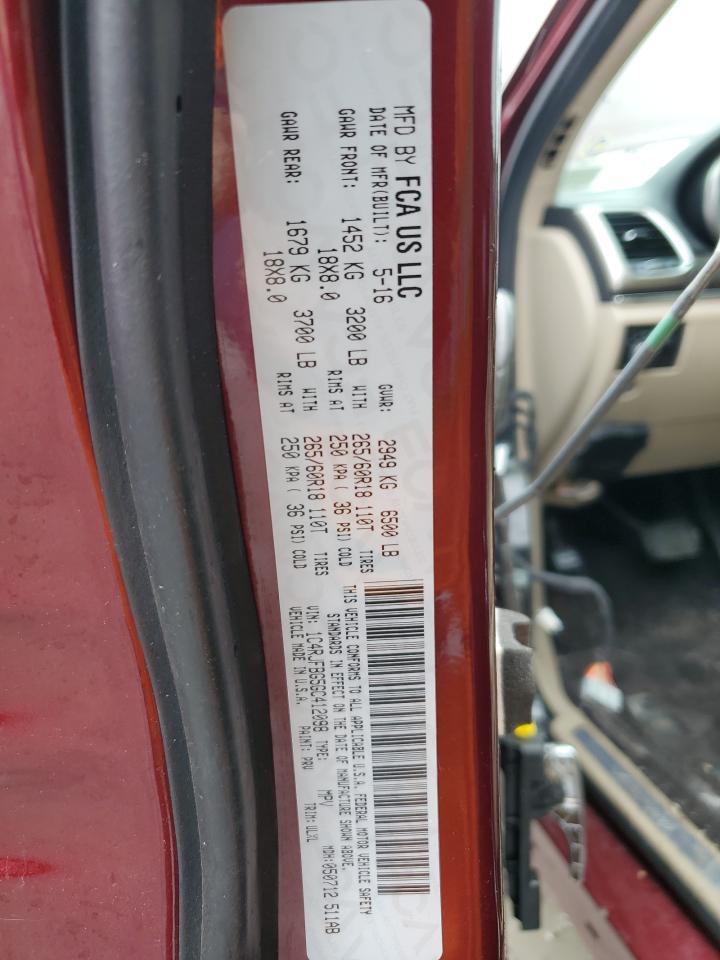 MFD BY FCA US LLC
DATE OF MFR(BUILT): 5-16 GVWR: 2949 KG 6500 LB
GAWR FRONT: 1452 KG 3200 LB WITH 265/60R18 110T TIRES
18X8.0 RIMS AT 250 KPA ( 36 PSI) COLD
GAWR REAR: 1679 KG 3700 LB WITH 265/60R18 110T TIRES
18X8.0 RIMS AT 250 KPA ( 36 PSI) COLD
THIS VEHICLE CONFORMS TO ALL APPLICABLE U.S.A. FEDERAL MOTOR VEHICLE SAFETY
STANDARDS IN EFFECT ON THE DATE OF MANUFACTURE SHOWN ABOVE.
VIN: 1C4RJFBG5GC412098 TYPE: MPV MDH:050712 511AB
VEHICLE MADE IN U.S.A. PAINT: PRV TRIM: ULXL